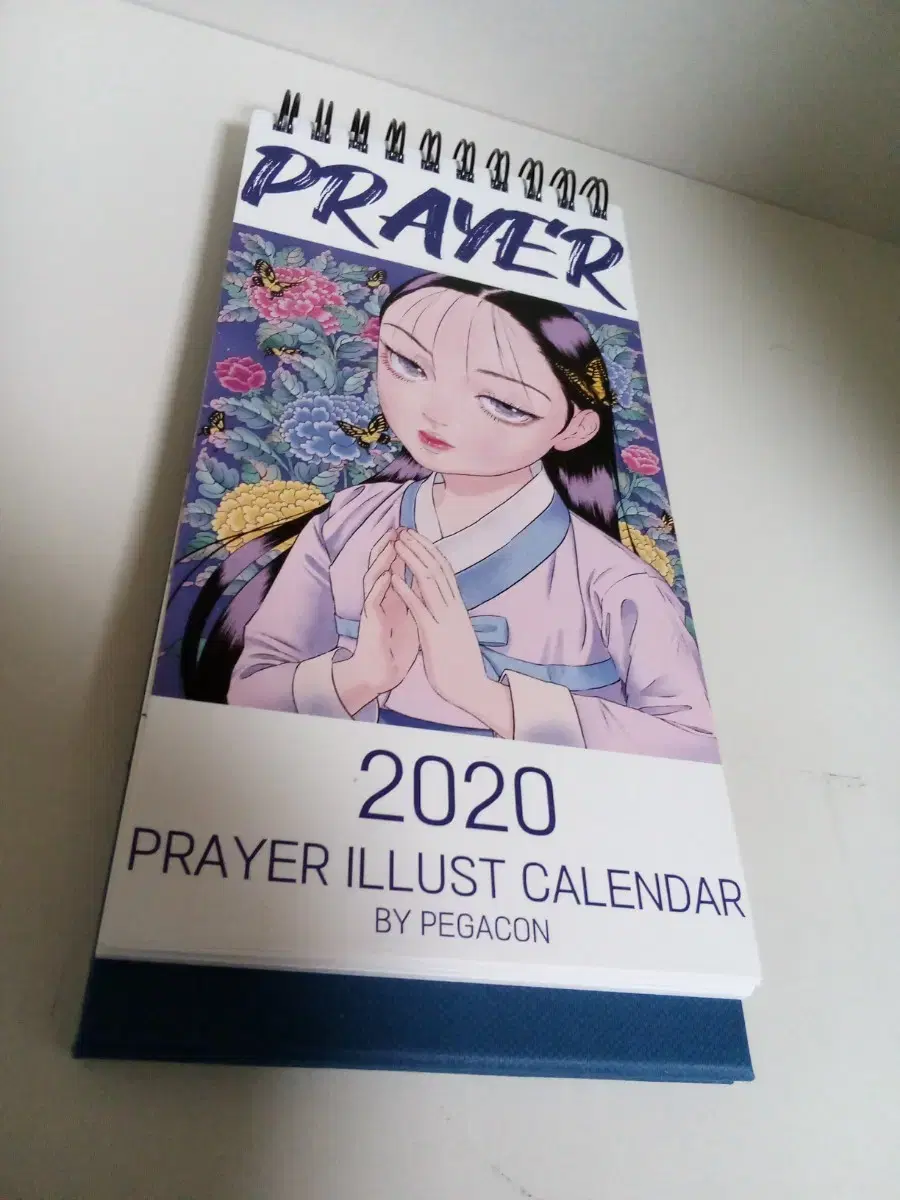 PRAYER
2020
PRAYER ILLUST CALENDAR
BY PEGACON